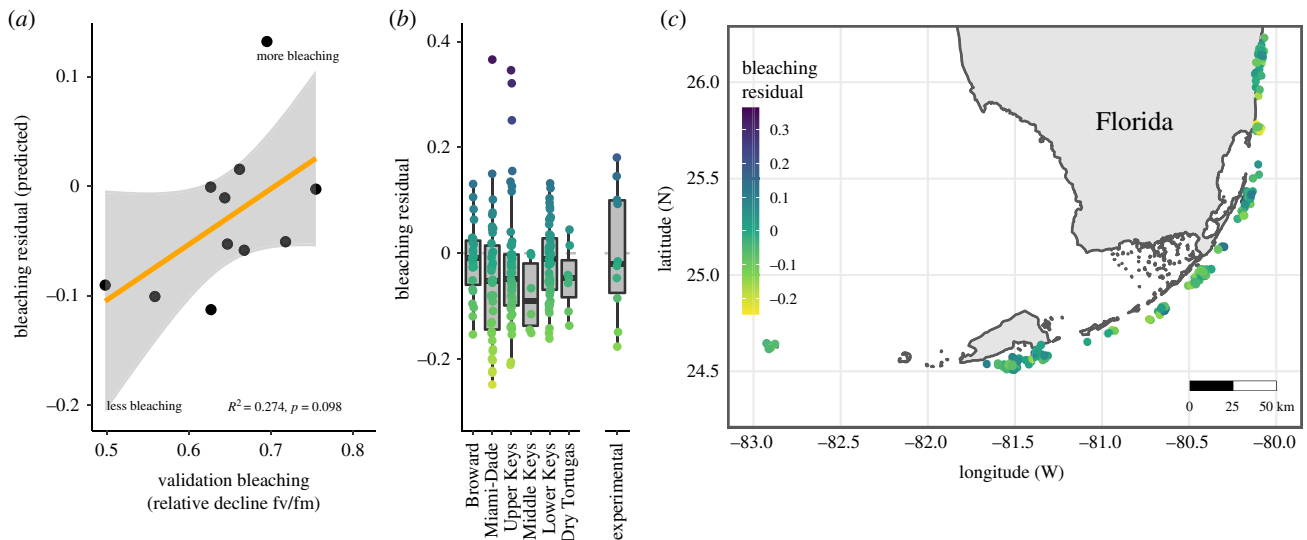 (a)
bleaching residual (predicted)
0.1
0
–0.1
–0.2
more bleaching
less bleaching
R² = 0.274, p = 0.098
0.5
0.6
0.7
0.8
validation bleaching
(relative decline fv/fm)
(b)
bleaching residual
0.4
0.2
0
–0.2
Broward
Miami-Dade
Upper Keys
Middle Keys
Lower Keys
Dry Tortugas
experimental
(c)
latitude (N)
26.0
25.5
25.0
24.5
bleaching
residual
0.3
0.2
0.1
0
–0.1
–0.2
Florida
0 25 50 km
–83.0
–82.5
–82.0
–81.5
–81.0
–80.5
–80.0
longitude (W)